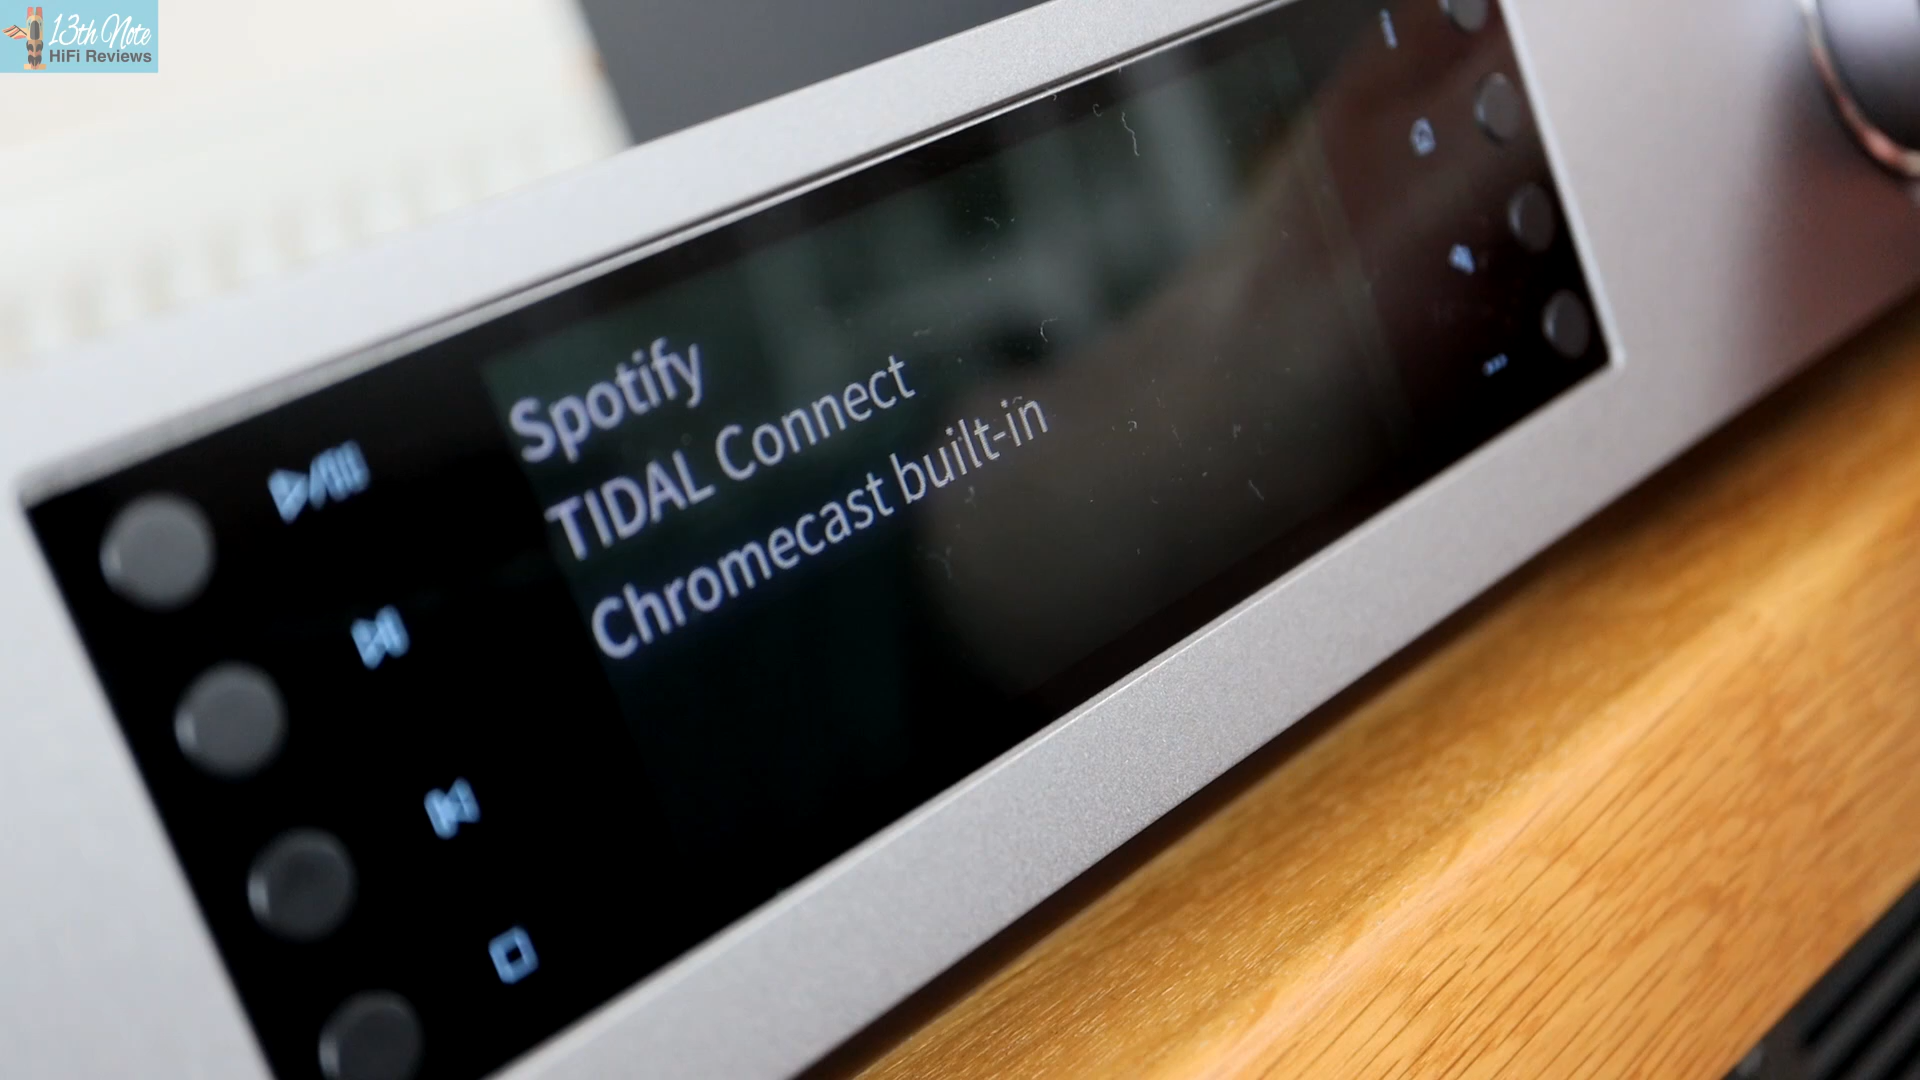 13th Note
HiFi Reviews
Spotify
TIDAL Connect
Chromecast built-in